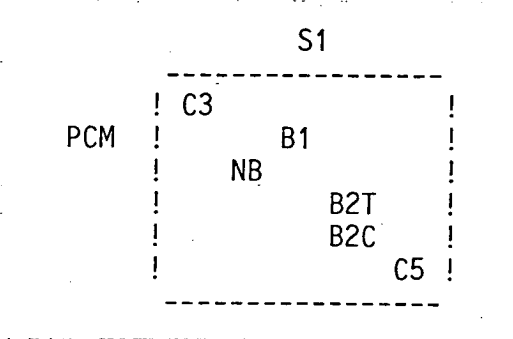 S1
-----------------
! C3 !
PCM ! B1 !
! NB !
! B2T !
! B2C !
! C5 !
-----------------